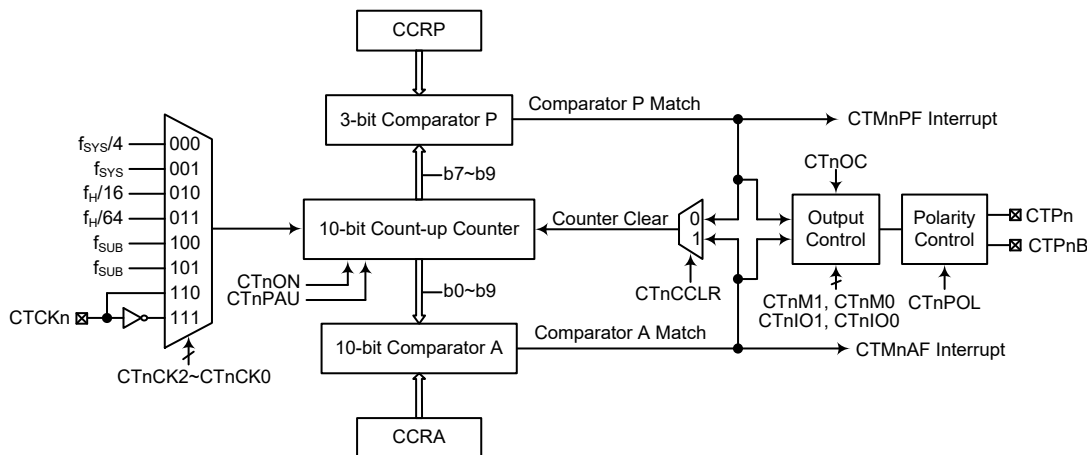 CCRP
3-bit Comparator P
Comparator P Match
CTMnPF Interrupt
fSYS/4
000
fSYS
001
fH/16
010
fH/64
011
fSUB
100
fSUB
101
110
CTCKn
111
CTnCK2~CTnCK0
b7~b9
10-bit Count-up Counter
CTnON
CTnPAU
b0~b9
Counter Clear
0
1
CTnCCLR
CTnOC
Output
Control
CTnM1, CTnM0
CTnIO1, CTnIO0
Polarity
Control
CTnPOL
CTPn
CTPnB
10-bit Comparator A
Comparator A Match
CTMnAF Interrupt
CCRA